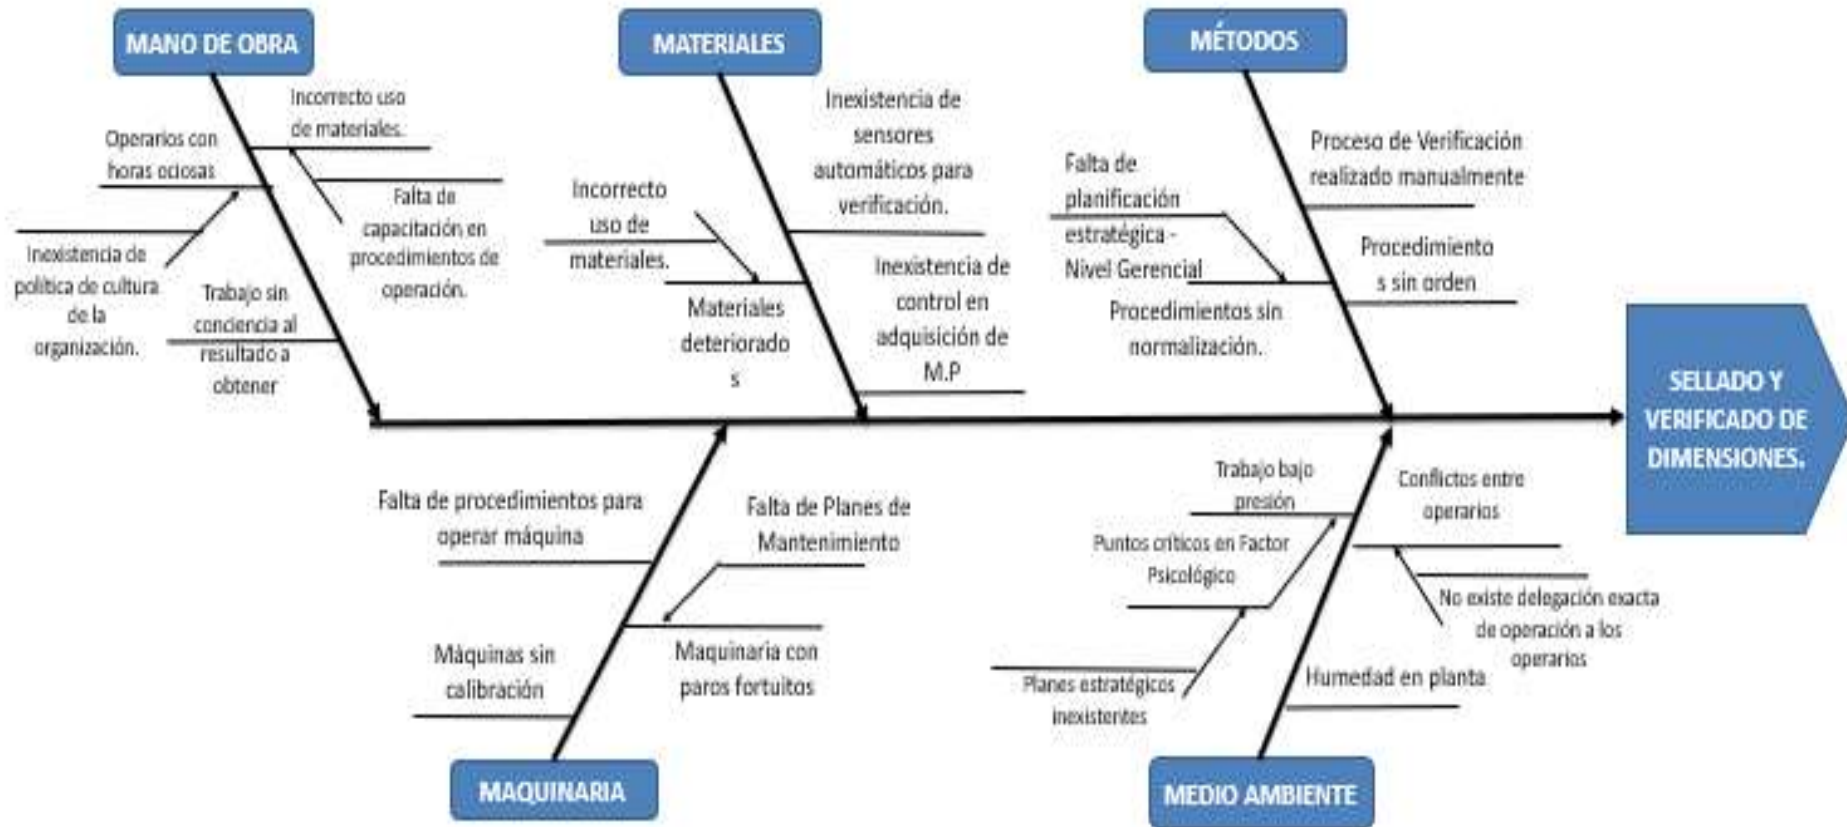 MANO DE OBRA
Incorrecto uso
de materiales.
Operarios con
horas ociosas
Falta de
capacitación en
procedimientos de
operación.
Inexistencia de
política de cultura
de la
organización.
Trabajo sin
conciencia al
resultado a
obtener
MATERIALES
Inexistencia de
sensores
automáticos para
verificación.
Incorrecto
uso de
materiales.
Materiales
deteriorado
s
Inexistencia de
control en
adquisición de
M.P
MÉTODOS
Proceso de Verificación
realizado manualmente
Falta de
planificación
estratégica -
Nivel Gerencial
Procedimiento
s sin orden
Procedimientos sin
normalización.
SELLADO Y
VERIFICADO DE
DIMENSIONES.
Falta de procedimientos para
operar máquina
Falta de Planes de
Mantenimiento
Máquinas sin
calibración
Maquinaria con
paros fortuitos
MAQUINARIA
Trabajo bajo
presión
Conflictos entre
operarios
Puntos críticos en Factor
Psicológico
No existe delegación exacta
de operación a los
operarios
Planes estratégicos
inexistentes
Humedad en planta
MEDIO AMBIENTE